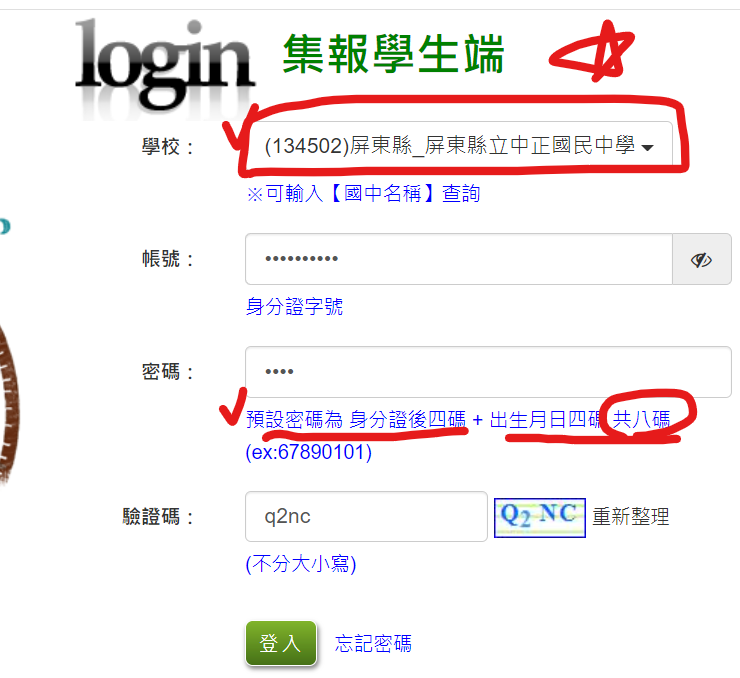 login 集報學生端
學校：
(134502)屏東縣_屏東縣立中正國民中學
※可輸入【國中名稱】查詢
帳號：
••••••••••
身分證字號
密碼：
••••
預設密碼為 身分證後四碼 + 出生月日四碼 共八碼
(ex:67890101)
驗證碼：
q2nc
Q2 NC
重新整理
(不分大小寫)
登入
忘記密碼